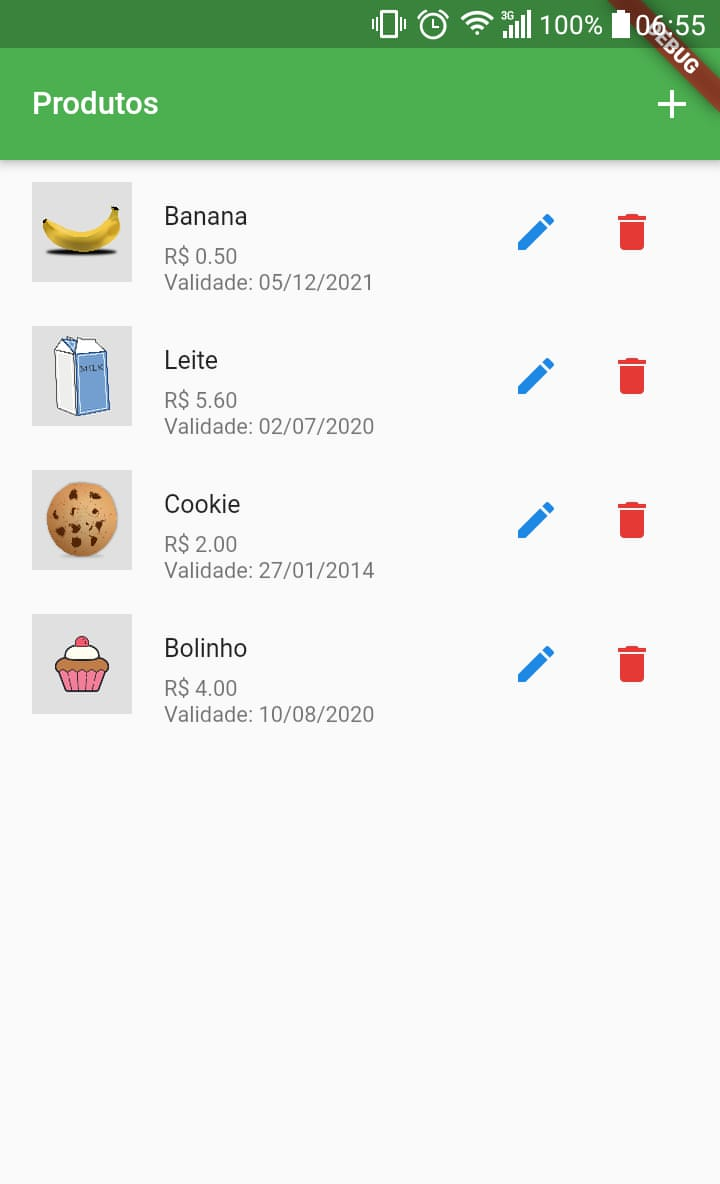 3G 100% 06:55
DEBUG
Produtos
Banana
R$ 0.50
Validade: 05/12/2021
MILK
Leite
R$ 5.60
Validade: 02/07/2020
Cookie
R$ 2.00
Validade: 27/01/2014
Bolinho
R$ 4.00
Validade: 10/08/2020